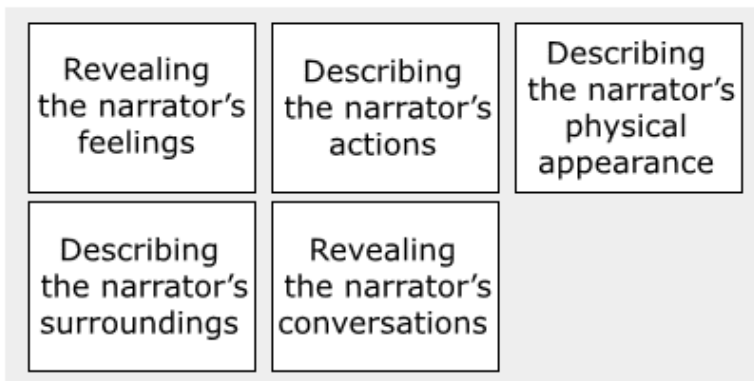 Revealing
the narrator's
feelings
Describing
the narrator's
actions
Describing
the narrator's
physical
appearance
Describing
the narrator's
surroundings
Revealing
the narrator's
conversations